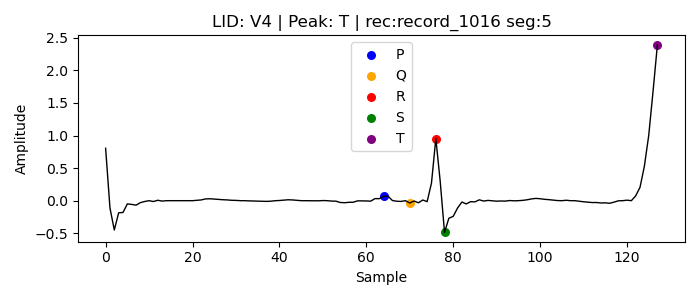 LID: V4 | Peak: T | rec:record_1016 seg:5
Amplitude
2.5
2.0
1.5
1.0
0.5
0.0
−0.5
P
Q
R
S
T
0 20 40 60 80 100 120
Sample